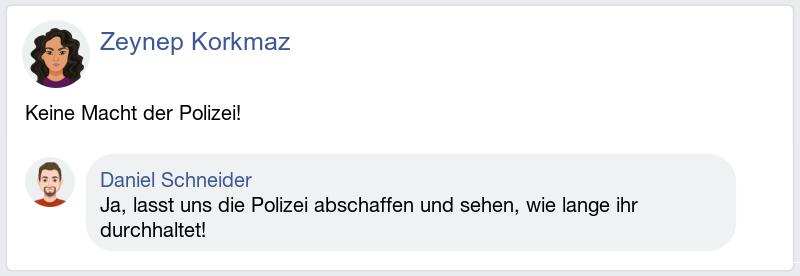 Zeynep Korkmaz
Keine Macht der Polizei!
Daniel Schneider
Ja, lasst uns die Polizei abschaffen und sehen, wie lange ihr
durchhaltet!